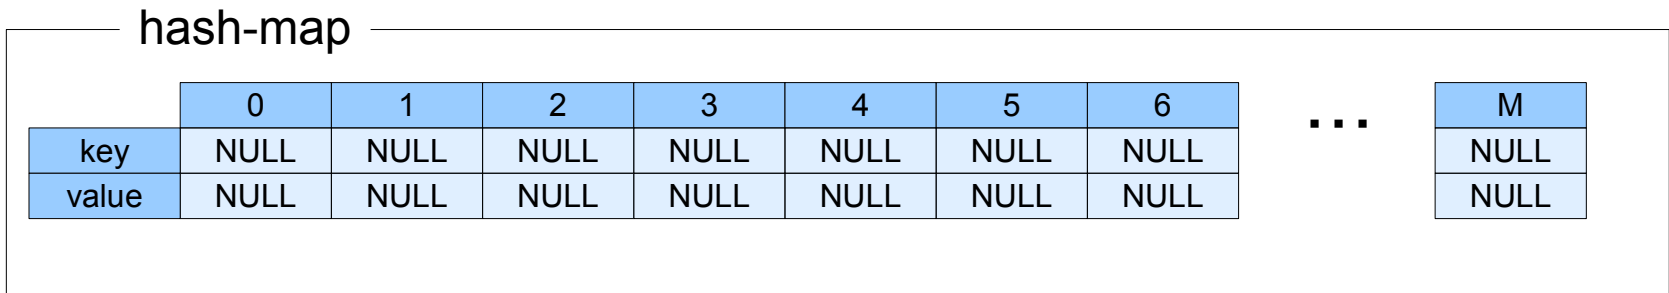 hash-map
0 1 2 3 4 5 6 ... M
key NULL NULL NULL NULL NULL NULL NULL NULL
value NULL NULL NULL NULL NULL NULL NULL NULL